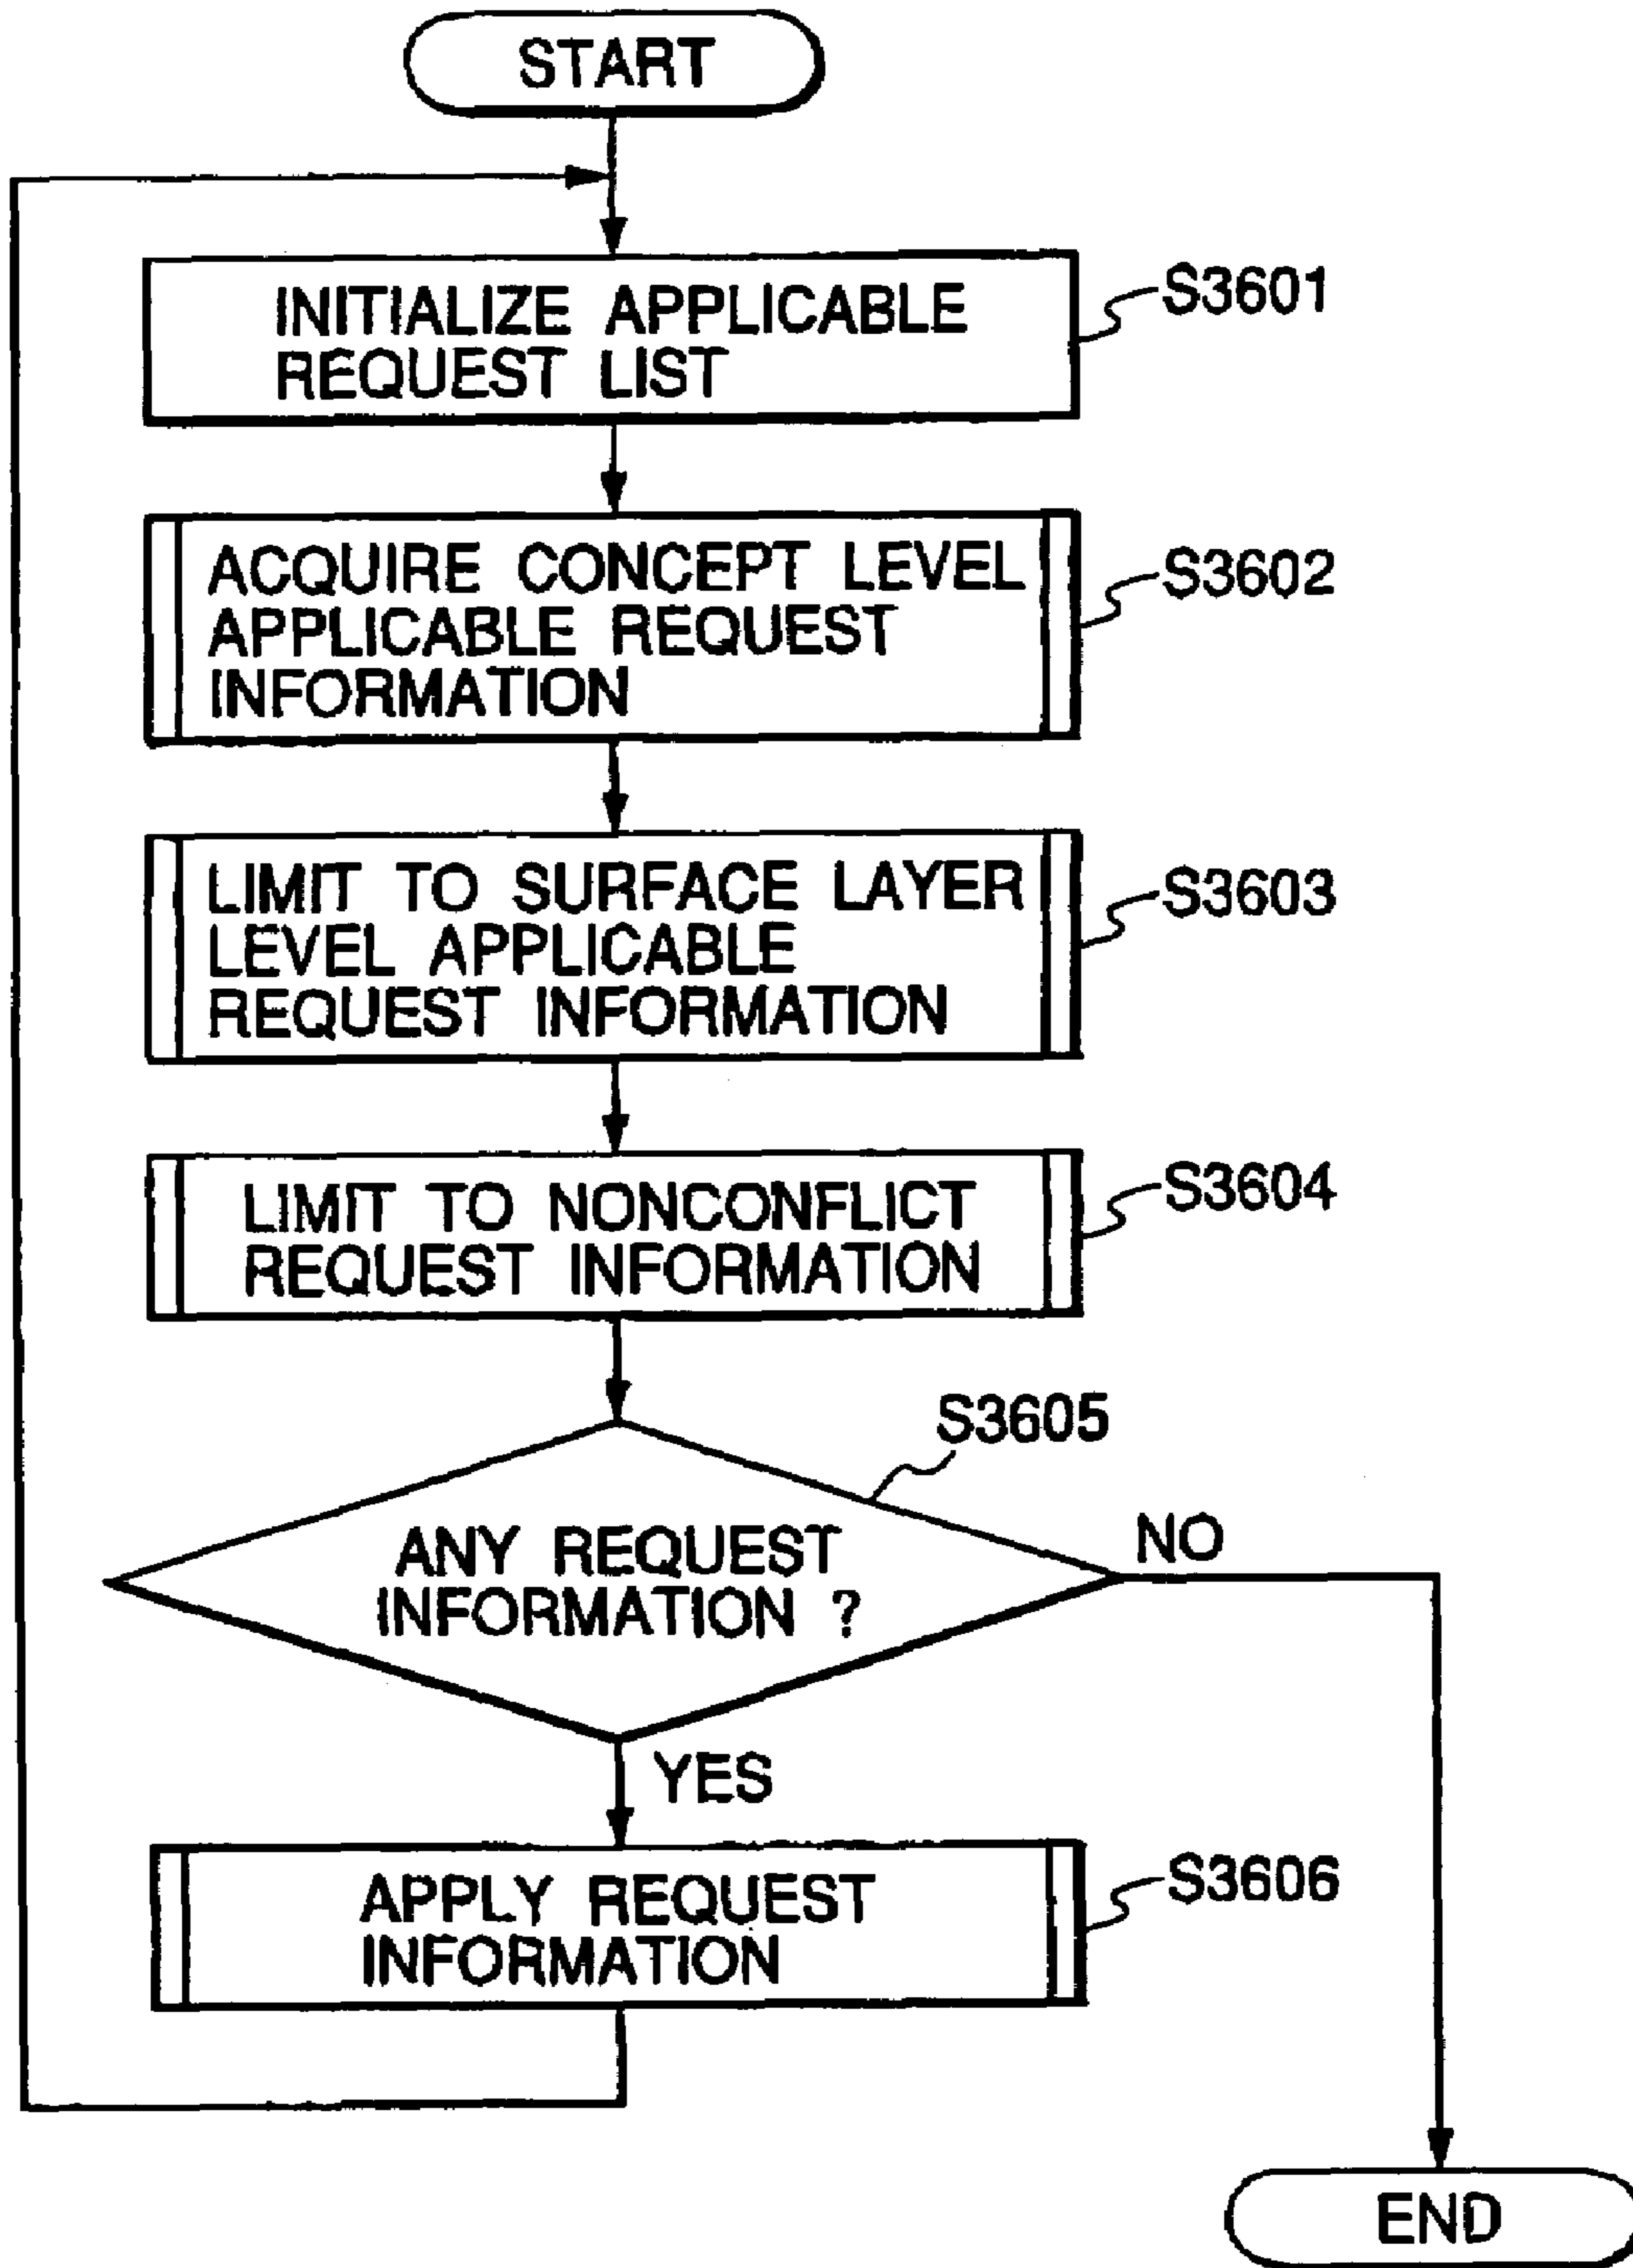 START
INITIALIZE APPLICABLE
REQUEST LIST
S3601
ACQUIRE CONCEPT LEVEL
APPLICABLE REQUEST
INFORMATION
S3602
LIMIT TO SURFACE LAYER
LEVEL APPLICABLE
REQUEST INFORMATION
S3603
LIMIT TO NONCONFLICT
REQUEST INFORMATION
S3604
S3605
ANY REQUEST
INFORMATION ?
NO
YES
APPLY REQUEST
INFORMATION
S3606
END